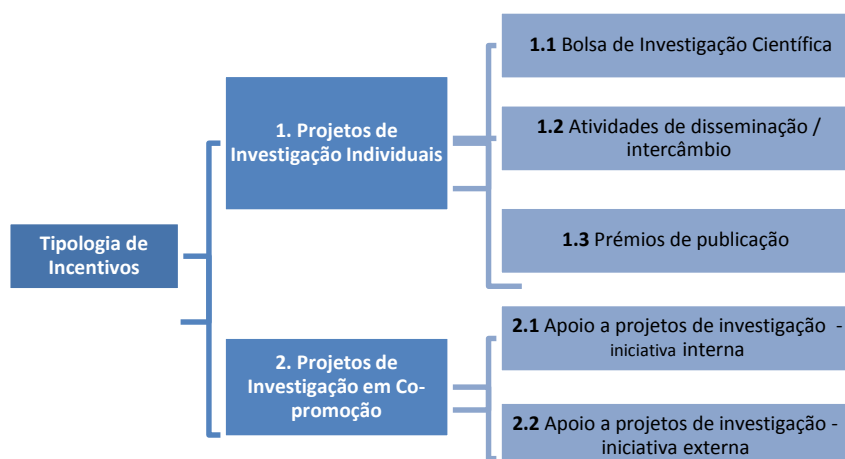 Tipologia de
Incentivos
1. Projetos de
Investigação Individuais
1.1 Bolsa de Investigação Científica
1.2 Atividades de disseminação /
intercâmbio
1.3 Prémios de publicação
2. Projetos de
Investigação em Co-
promoção
2.1 Apoio a projetos de investigação -
iniciativa interna
2.2 Apoio a projetos de investigação -
iniciativa externa